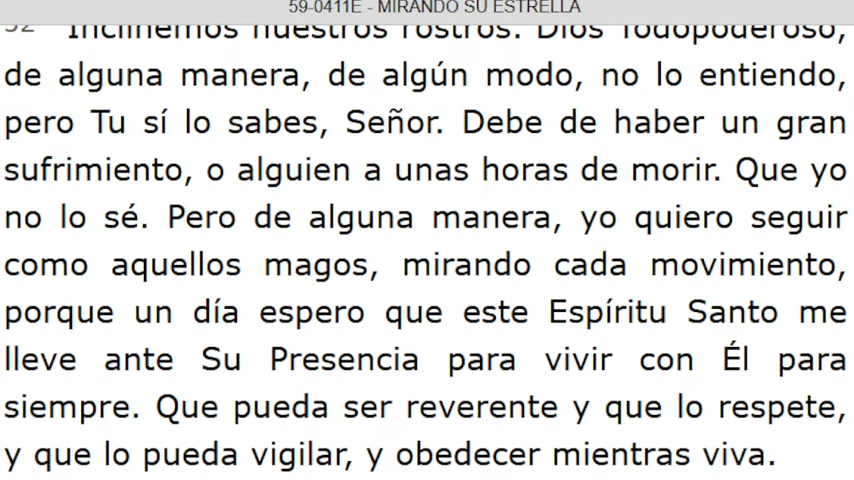 59-0411E - MIRANDO SU ESTRELLA
52 Inclinemos nuestros rostros. Dios Todopoderoso,
de alguna manera, de algún modo, no lo entiendo,
pero Tu sí lo sabes, Señor. Debe de haber un gran
sufrimiento, o alguien a unas horas de morir. Que yo
no lo sé. Pero de alguna manera, yo quiero seguir
como aquellos magos, mirando cada movimiento,
porque un día espero que este Espíritu Santo me
lleve ante Su Presencia para vivir con Él para
siempre. Que pueda ser reverente y que lo respete,
y que lo pueda vigilar, y obedecer mientras viva.